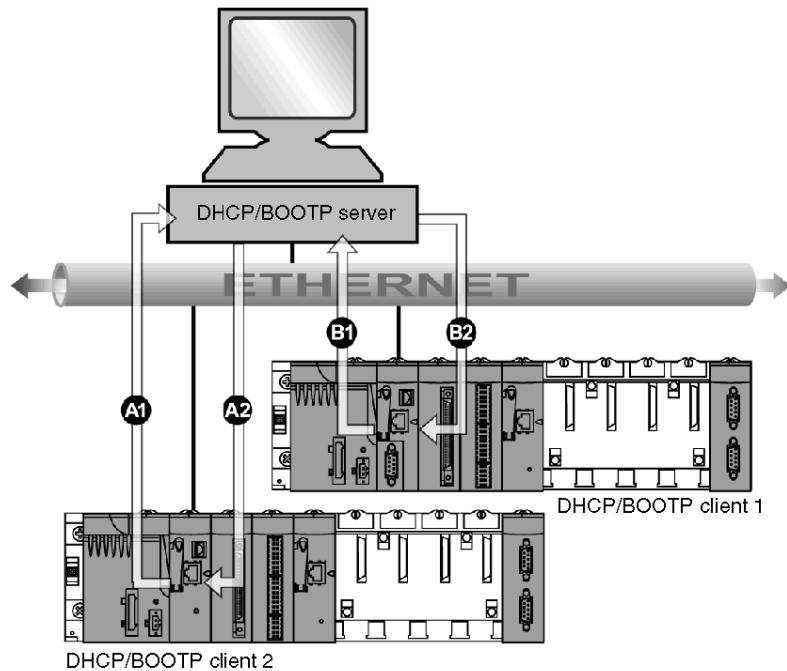 DHCP/BOOTP server
ETHERNET
B1
B2
A1
A2
DHCP/BOOTP client 1
DHCP/BOOTP client 2